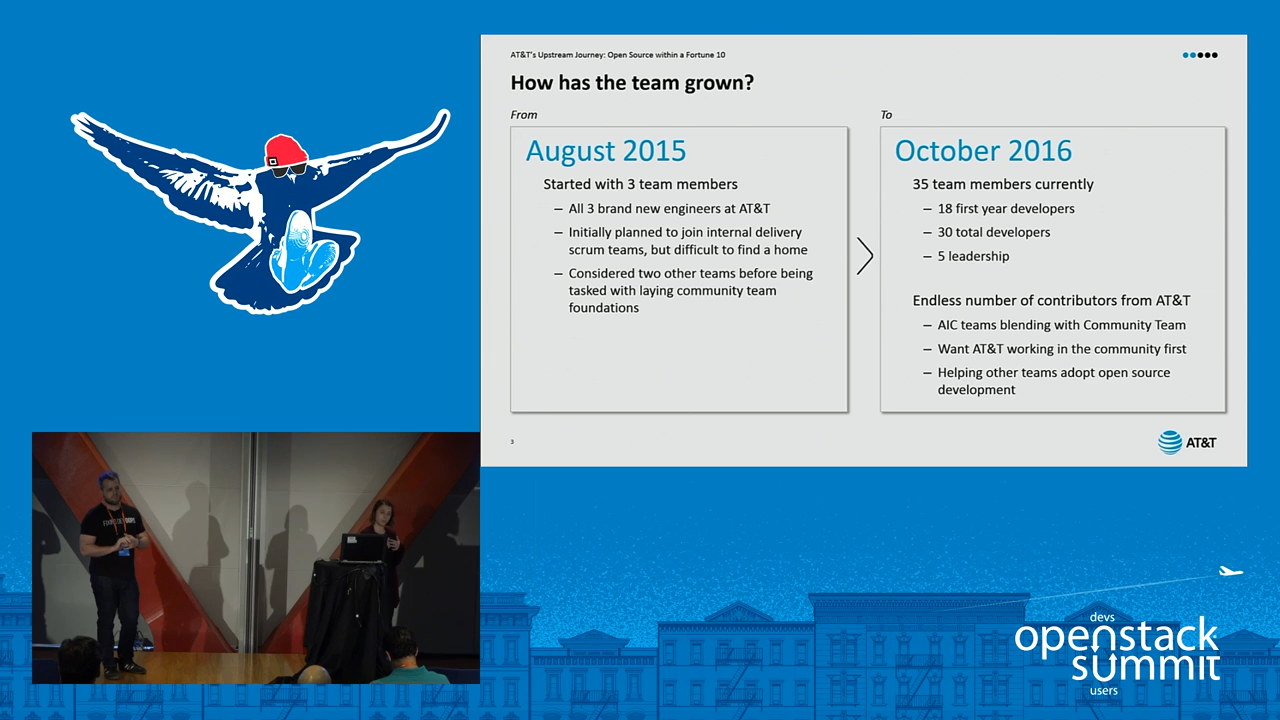 AT&T's Upstream Journey: Open Source within a Fortune 10
How has the team grown?
From
August 2015
Started with 3 team members
– All 3 brand new engineers at AT&T
– Initially planned to join internal delivery
scrum teams, but difficult to find a home
– Considered two other teams before being
tasked with laying community team
foundations
To
October 2016
35 team members currently
– 18 first year developers
– 30 total developers
– 5 leadership
Endless number of contributors from AT&T
– AIC teams blending with Community Team
– Want AT&T working in the community first
– Helping other teams adopt open source
development
3
AT&T
devs
openstack
summit
users